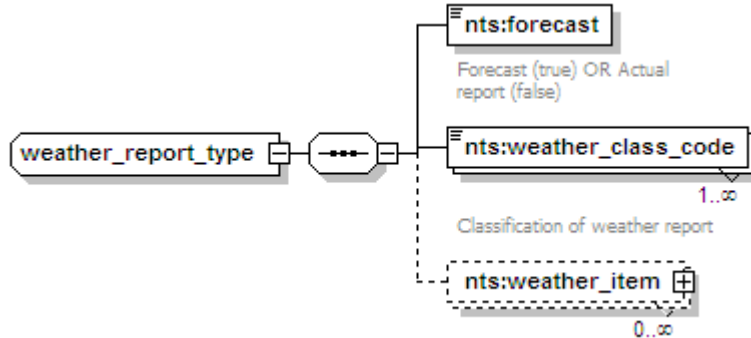 nts:forecast
Forecast (true) OR Actual
report (false)
weather_report_type
nts:weather_class_code
1..∞
Classification of weather report
nts:weather_item
0..∞